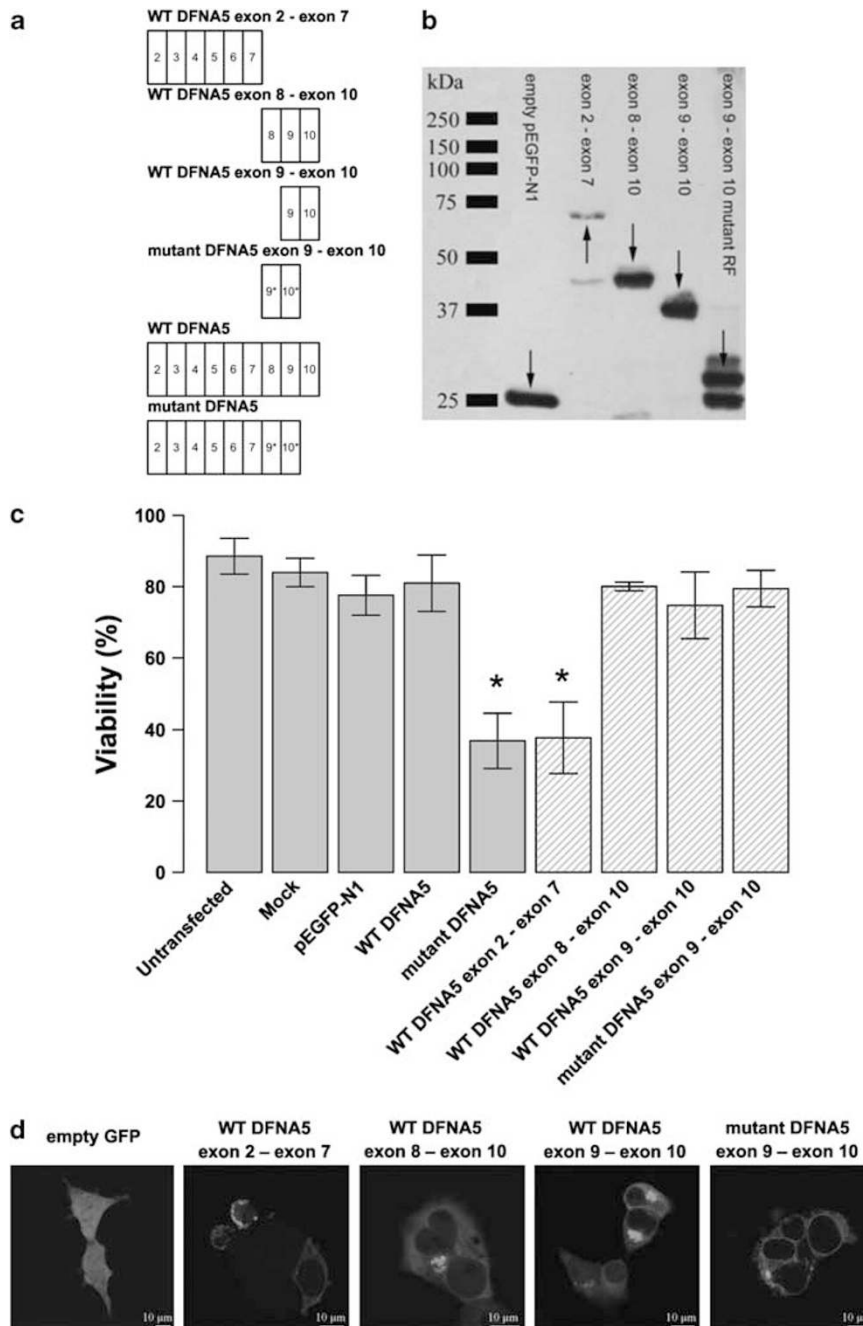 a
WT DFNA5 exon 2 - exon 7
2 3 4 5 6 7
WT DFNA5 exon 8 - exon 10
8 9 10
WT DFNA5 exon 9 - exon 10
9 10
mutant DFNA5 exon 9 - exon 10
9* 10*
WT DFNA5
2 3 4 5 6 7 8 9 10
mutant DFNA5
2 3 4 5 6 7 9* 10*
b
kDa
250
150
100
75
50
37
25
empty pEGFP-N1
exon 2 - exon 7
exon 8 - exon 10
exon 9 - exon 10
exon 9 - exon 10 mutant RF
c
Viability (%)
100
80
60
40
20
0
* *
Untransfected
Mock
pEGFP-N1
WT DFNA5
mutant DFNA5
WT DFNA5 exon 2 - exon 7
WT DFNA5 exon 8 - exon 10
WT DFNA5 exon 9 - exon 10
mutant DFNA5 exon 9 - exon 10
d
empty GFP
WT DFNA5
exon 2 – exon 7
WT DFNA5
exon 8 – exon 10
WT DFNA5
exon 9 – exon 10
mutant DFNA5
exon 9 – exon 10
10 µm
10 µm
10 µm
10 µm
10 µm